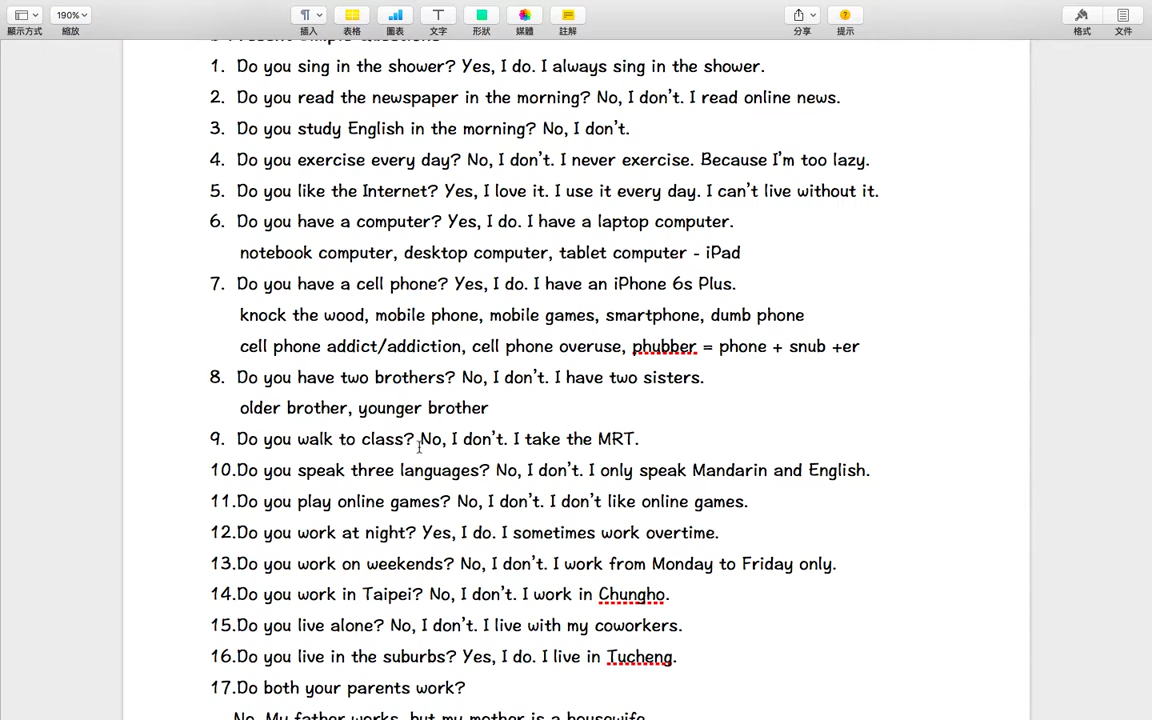 190%
顯示方式
縮放
插入
表格
圖表
文字
形狀
媒體
註解
分享
提示
格式
文件
1. Do you sing in the shower? Yes, I do. I always sing in the shower.
2. Do you read the newspaper in the morning? No, I don't. I read online news.
3. Do you study English in the morning? No, I don't.
4. Do you exercise every day? No, I don't. I never exercise. Because I'm too lazy.
5. Do you like the Internet? Yes, I love it. I use it every day. I can't live without it.
6. Do you have a computer? Yes, I do. I have a laptop computer.
notebook computer, desktop computer, tablet computer - iPad
7. Do you have a cell phone? Yes, I do. I have an iPhone 6s Plus.
knock the wood, mobile phone, mobile games, smartphone, dumb phone
cell phone addict/addiction, cell phone overuse, phubber = phone + snub +er
8. Do you have two brothers? No, I don't. I have two sisters.
older brother, younger brother
9. Do you walk to class? No, I don't. I take the MRT.
10.Do you speak three languages? No, I don't. I only speak Mandarin and English.
11.Do you play online games? No, I don't. I don't like online games.
12.Do you work at night? Yes, I do. I sometimes work overtime.
13.Do you work on weekends? No, I don't. I work from Monday to Friday only.
14.Do you work in Taipei? No, I don't. I work in Chungho.
15.Do you live alone? No, I don't. I live with my coworkers.
16.Do you live in the suburbs? Yes, I do. I live in Tucheng.
17.Do both your parents work?
No. My father works, but my mother is a housewife.